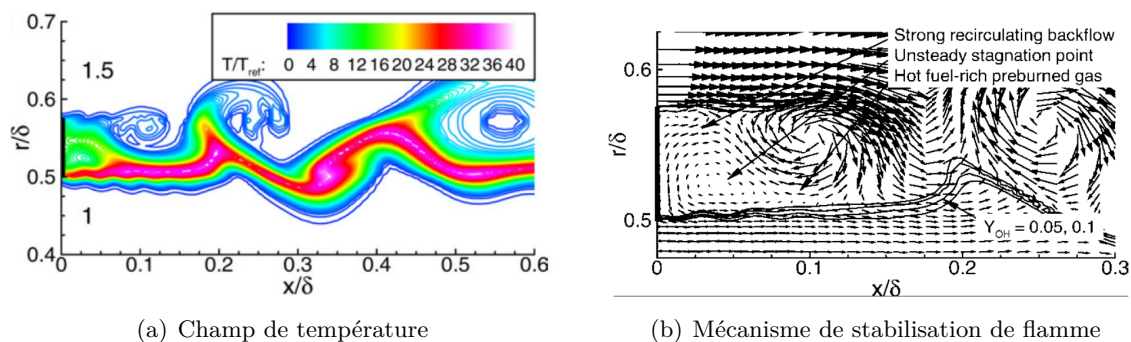 0.7
r/δ
0.6
0.5
0.4
1.5
1
T/Tref:
0 4 8 12 16 20 24 28 32 36 40
0 0.1 0.2 0.3 0.4 0.5 0.6
x/δ
(a) Champ de température
Strong recirculating backflow
Unsteady stagnation point
Hot fuel-rich preburned gas
r/δ
0.6
0.5
YOH = 0.05, 0.1
0 0.1 0.2 0.3
x/δ
(b) Mécanisme de stabilisation de flamme